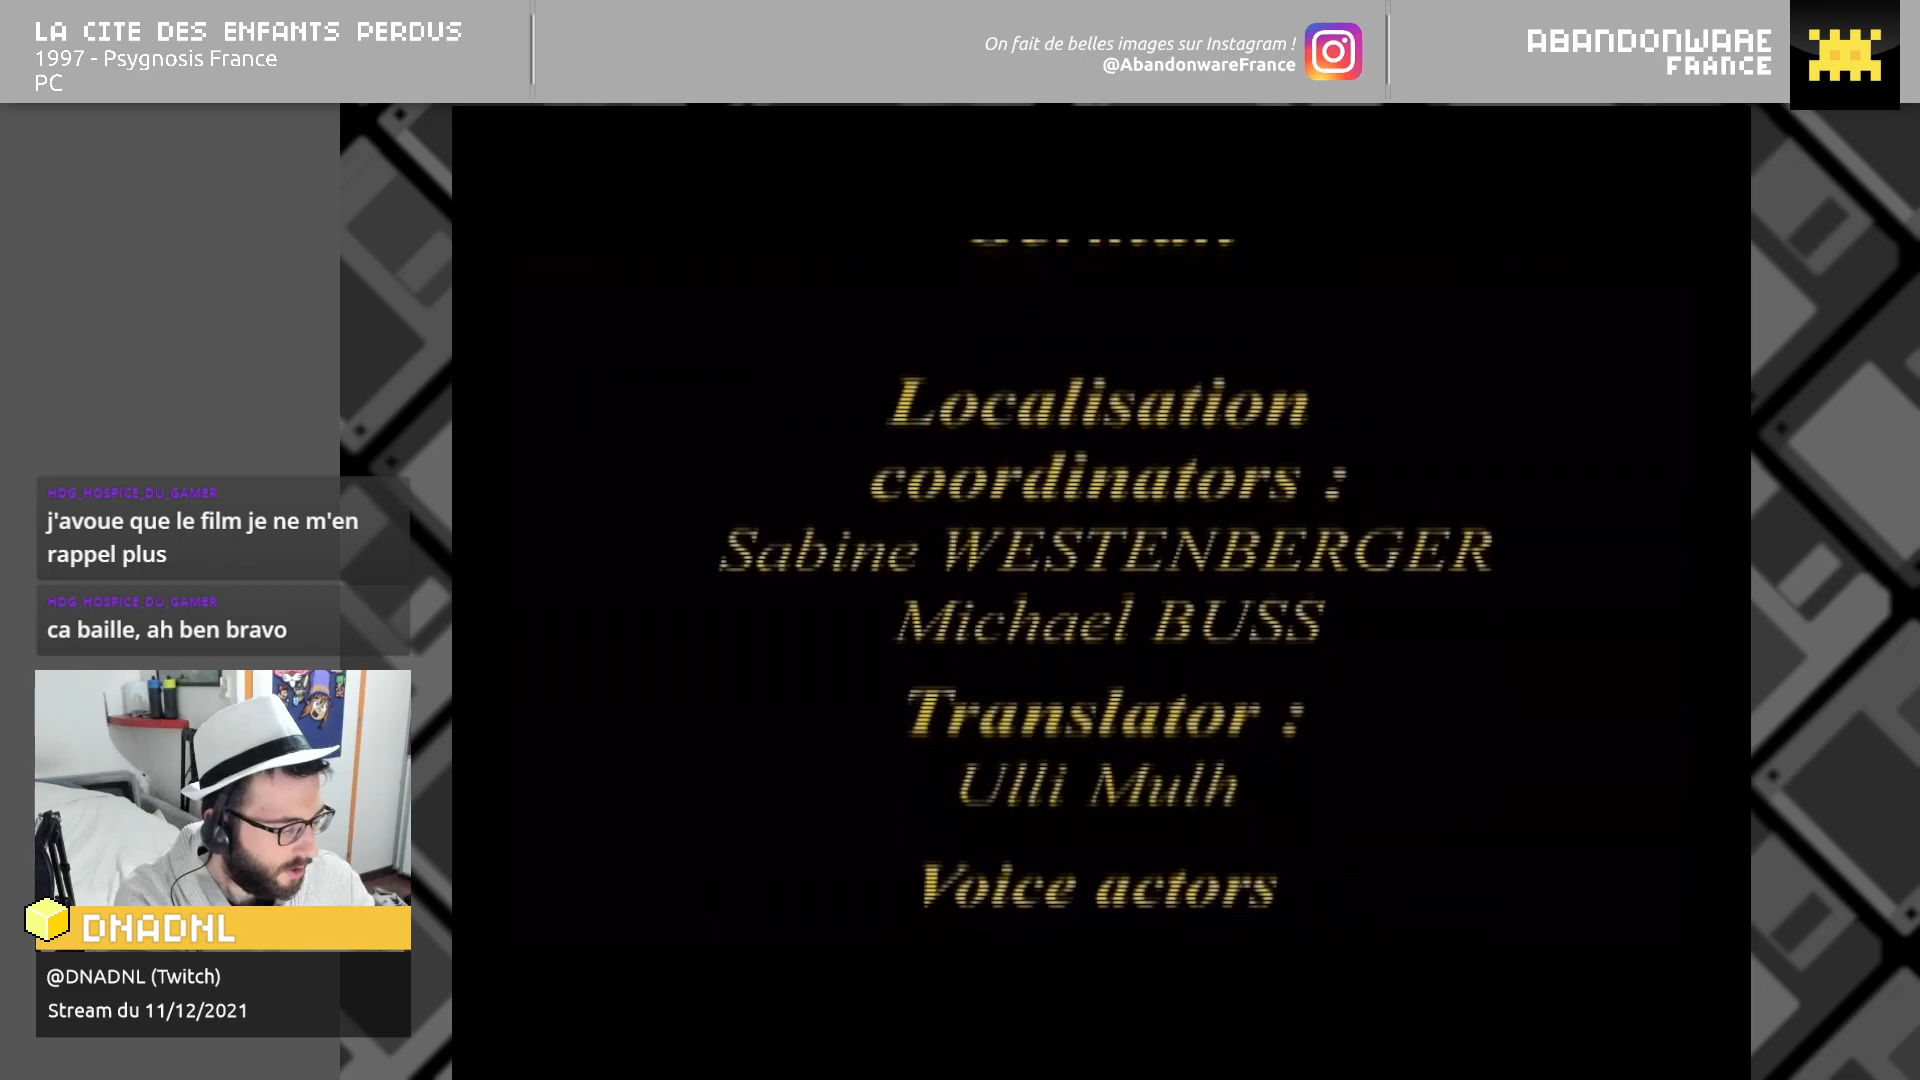 LA CITE DES ENFANTS PERDUS
1997 - Psygnosis France
PC
On fait de belles images sur Instagram !
@AbandonwareFrance
ABANDONWARE
FRANCE
Localisation
coordinators :
Sabine WESTENBERGER
Michael BUSS
Translator :
Ulli Mulh
Voice actors
HDG_HOSPICE_DU_GAMER
j'avoue que le film je ne m'en
rappel plus
HDG_HOSPICE_DU_GAMER
ca baille, ah ben bravo
DNADNL
@DNADNL (Twitch)
Stream du 11/12/2021